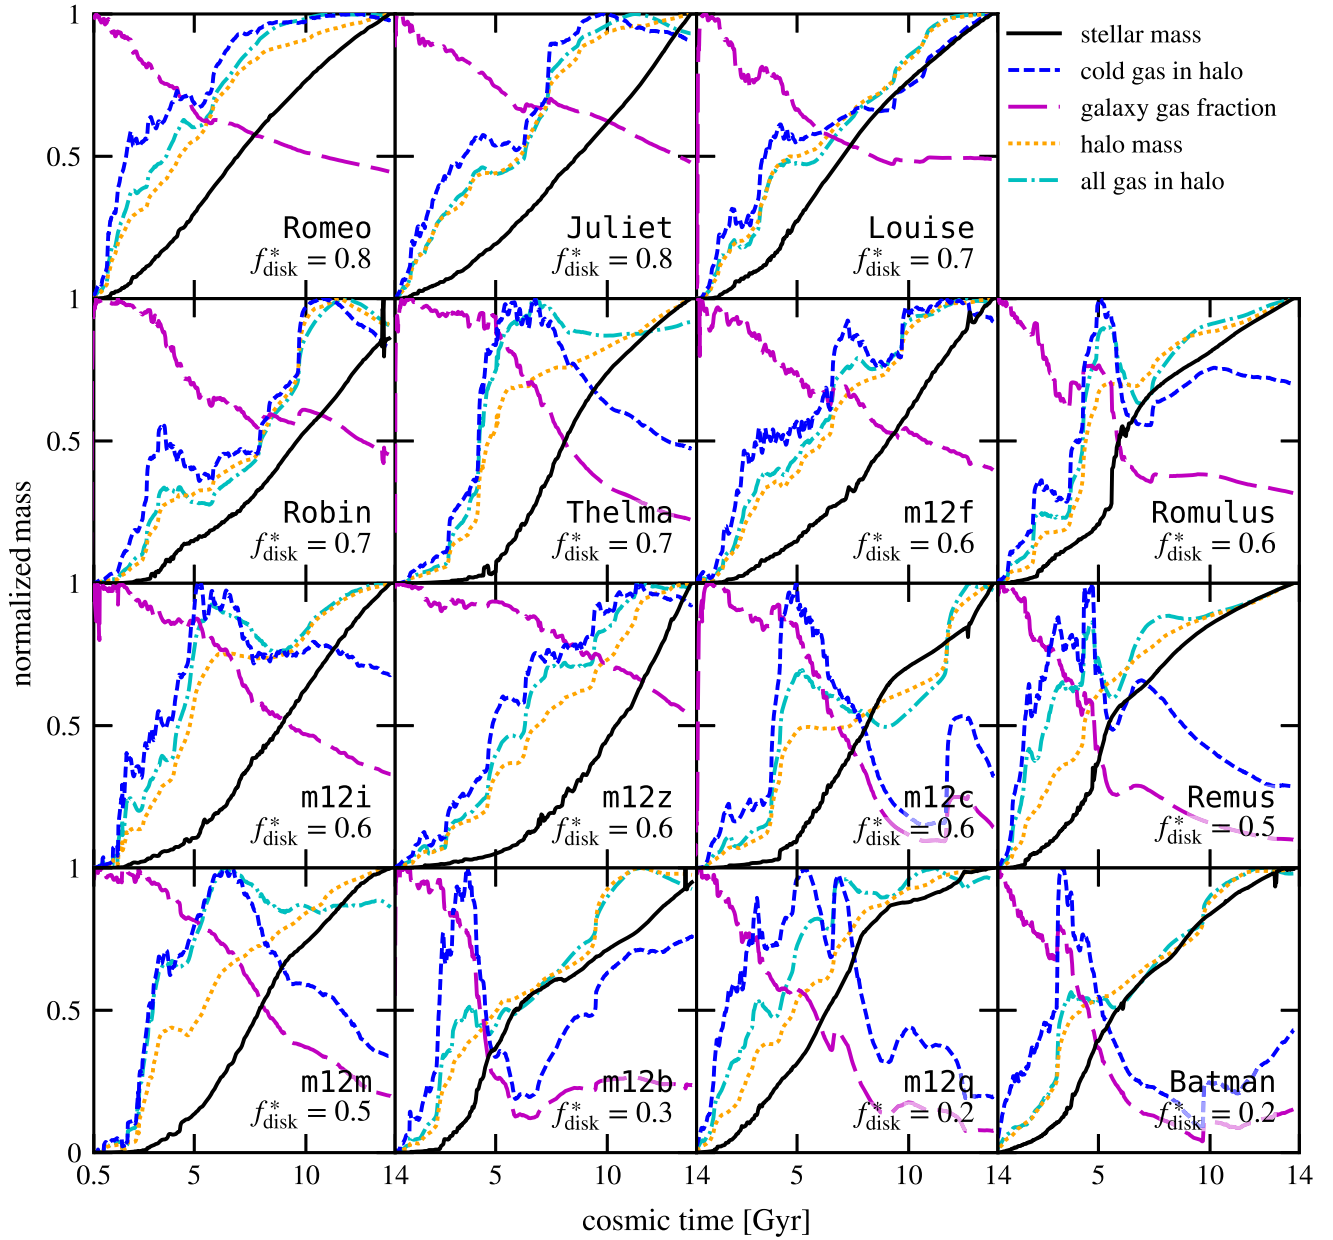 1
0.5
Romeo
f*disk = 0.8
Juliet
f*disk = 0.8
Louise
f*disk = 0.7
stellar mass
cold gas in halo
galaxy gas fraction
halo mass
all gas in halo
1
0.5
Robin
f*disk = 0.7
Thelma
f*disk = 0.7
m12f
f*disk = 0.6
Romulus
f*disk = 0.6
normalized mass
1
0.5
m12i
f*disk = 0.6
m12z
f*disk = 0.6
m12c
f*disk = 0.6
Remus
f*disk = 0.5
1
0.5
0
m12m
f*disk = 0.5
m12b
f*disk = 0.3
m12q
f*disk = 0.2
Batman
f*disk = 0.2
0.5 5 10 14 5 10 14 5 10 14 5 10 14
cosmic time [Gyr]